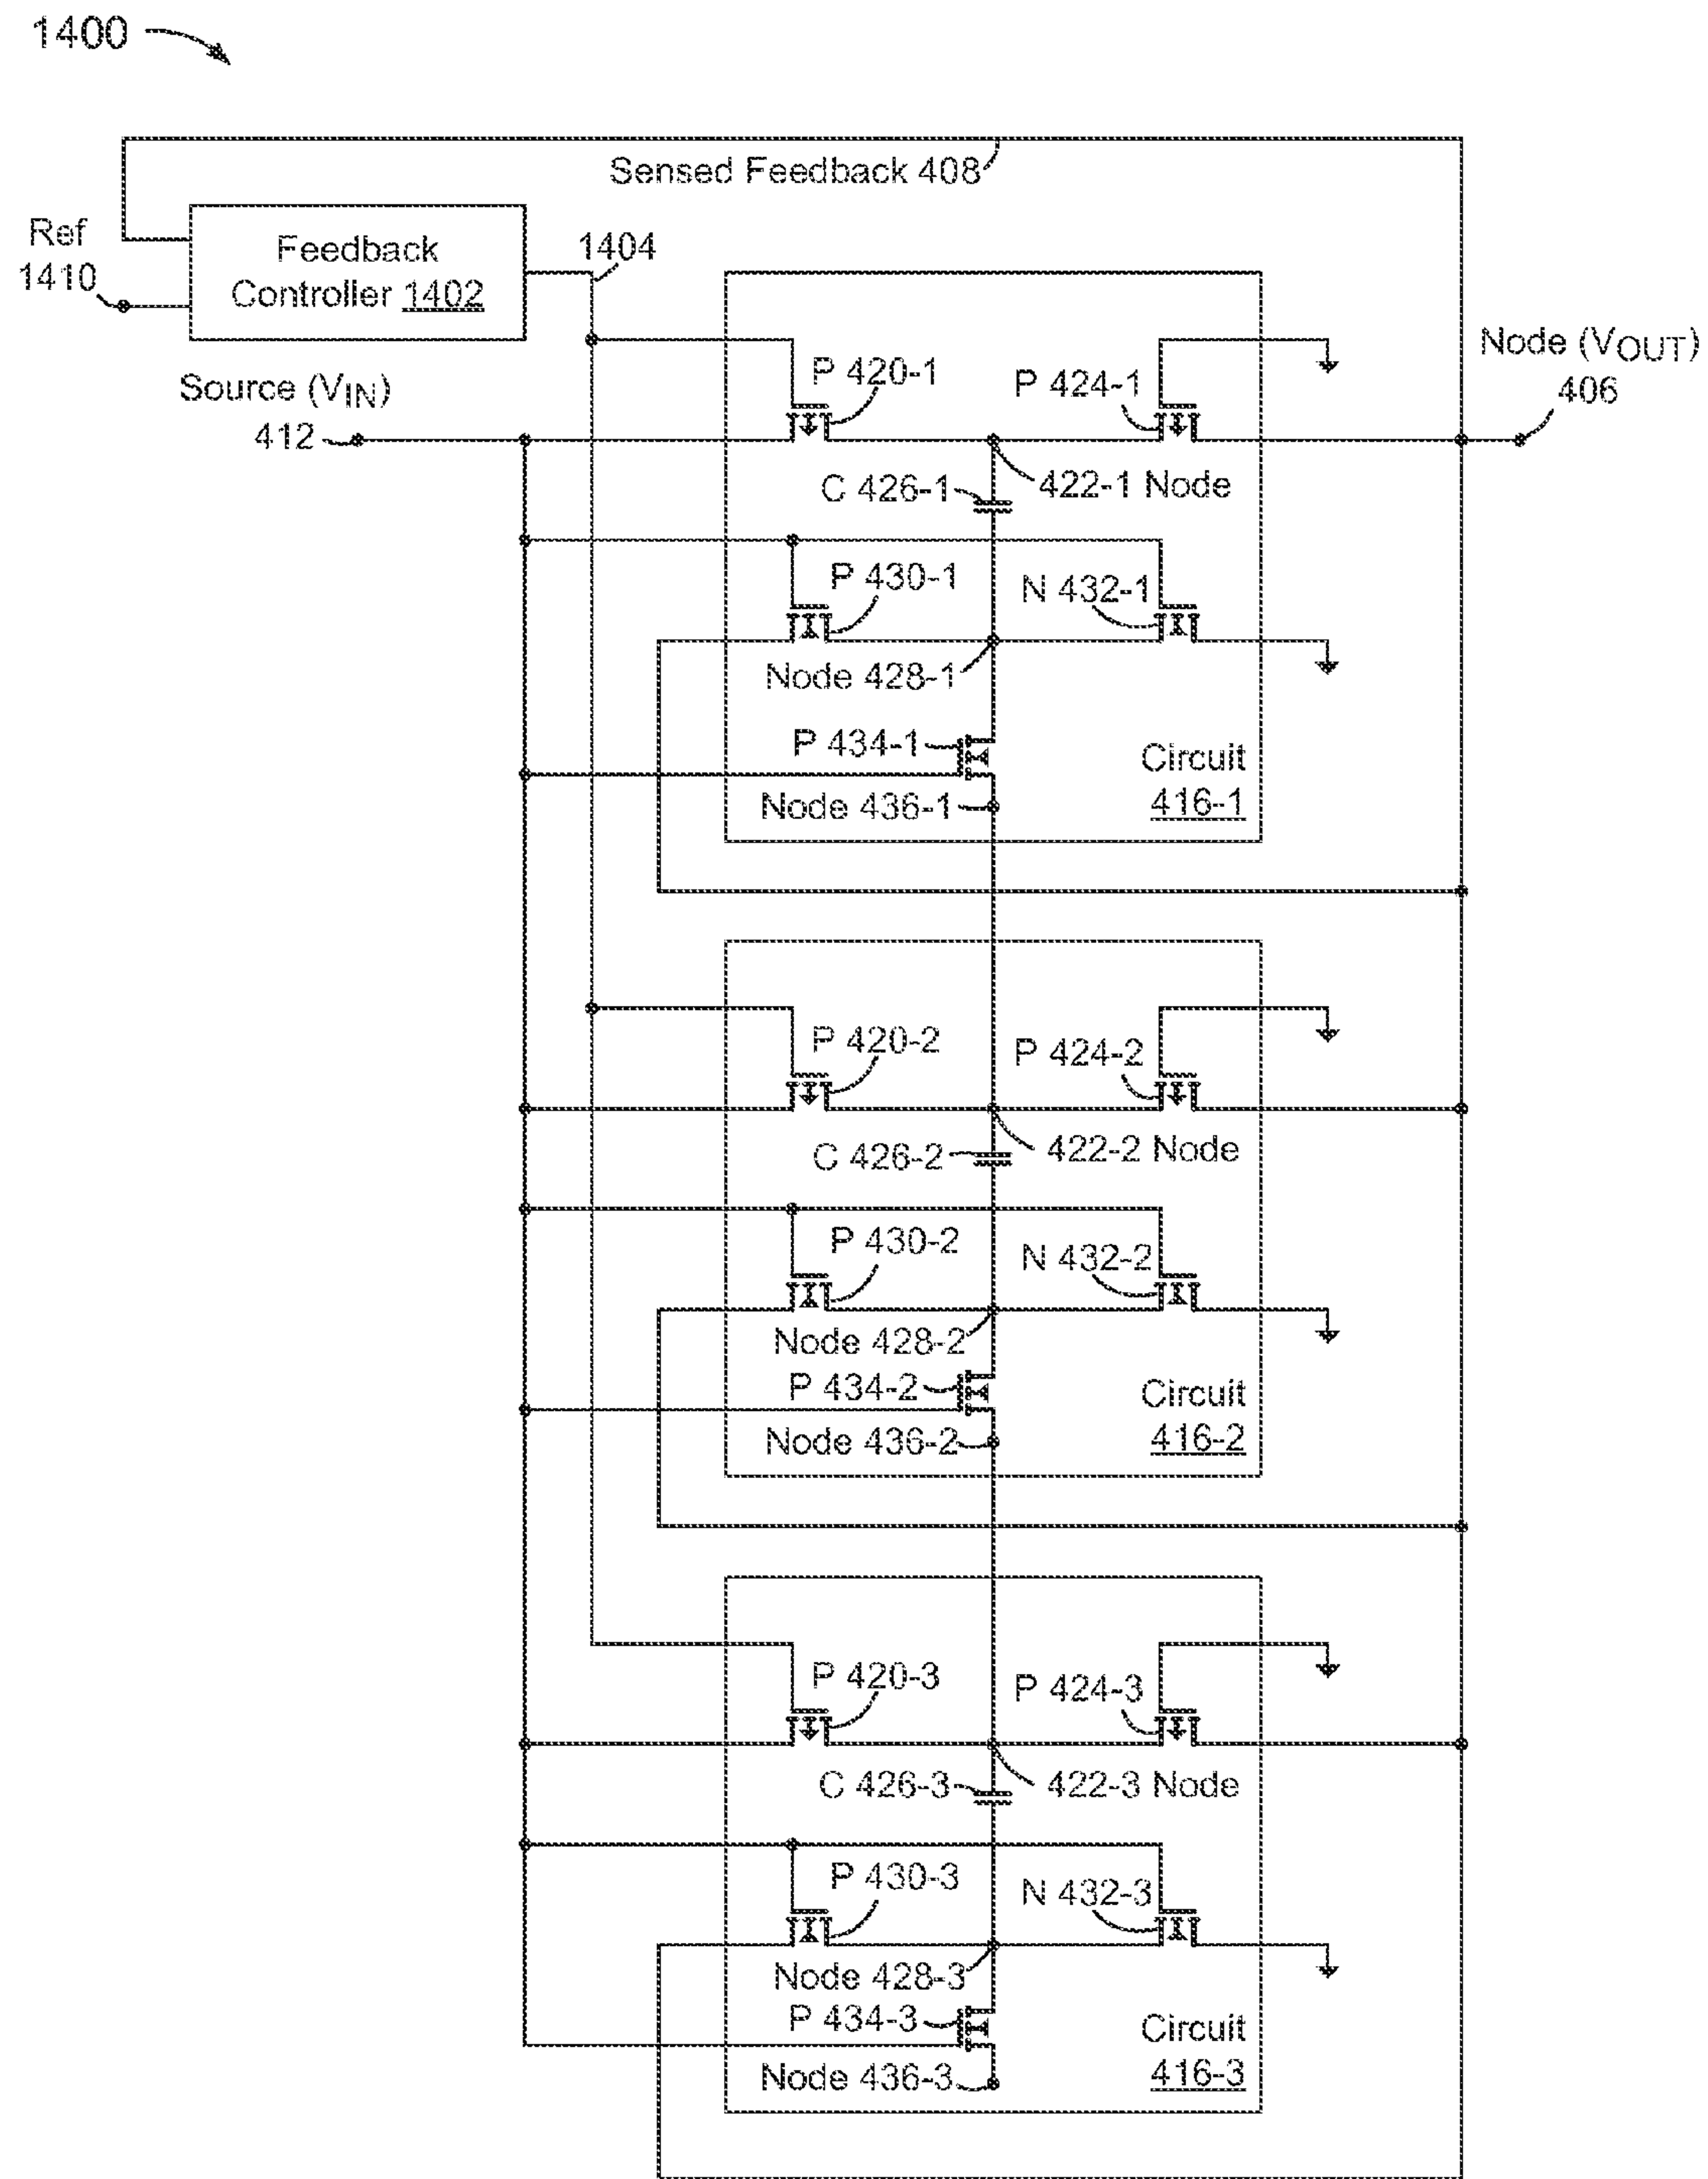 1400
Sensed Feedback 408
Ref
1410
Feedback
Controller 1402
1404
Source (VIN)
412
Node (VOUT)
406
P 420-1
P 424-1
C 426-1
422-1 Node
P 430-1
N 432-1
Node 428-1
P 434-1
Node 436-1
Circuit
416-1
P 420-2
P 424-2
C 426-2
422-2 Node
P 430-2
N 432-2
Node 428-2
P 434-2
Node 436-2
Circuit
416-2
P 420-3
P 424-3
C 426-3
422-3 Node
P 430-3
N 432-3
Node 428-3
P 434-3
Node 436-3
Circuit
416-3